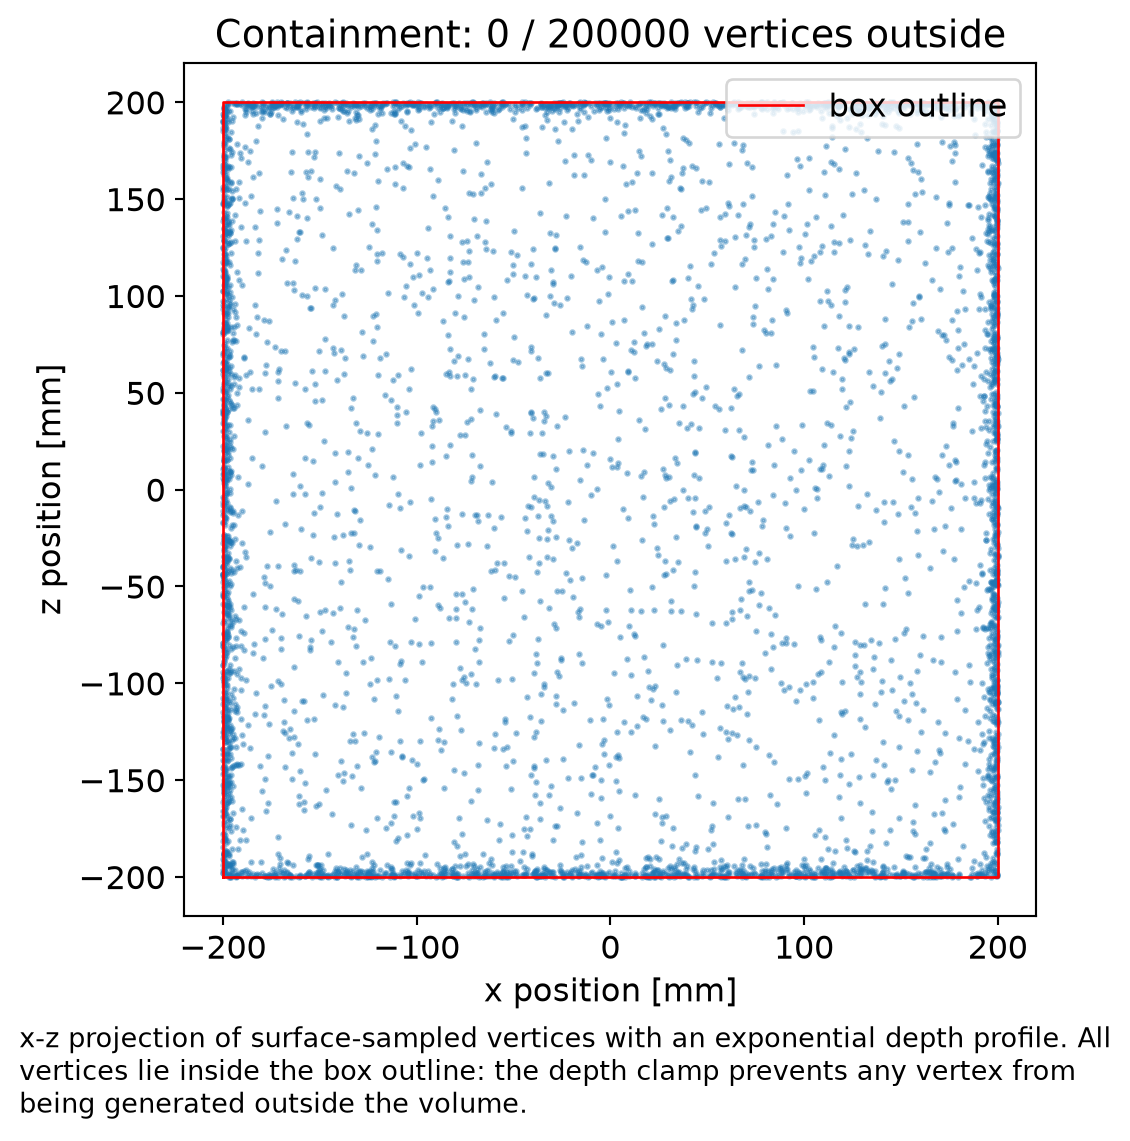 Containment: 0 / 200000 vertices outside
box outline
200
150
100
50
0
−50
−100
−150
−200
z position [mm]
−200
−100
0
100
200
x position [mm]
x-z projection of surface-sampled vertices with an exponential depth profile. All
vertices lie inside the box outline: the depth clamp prevents any vertex from
being generated outside the volume.